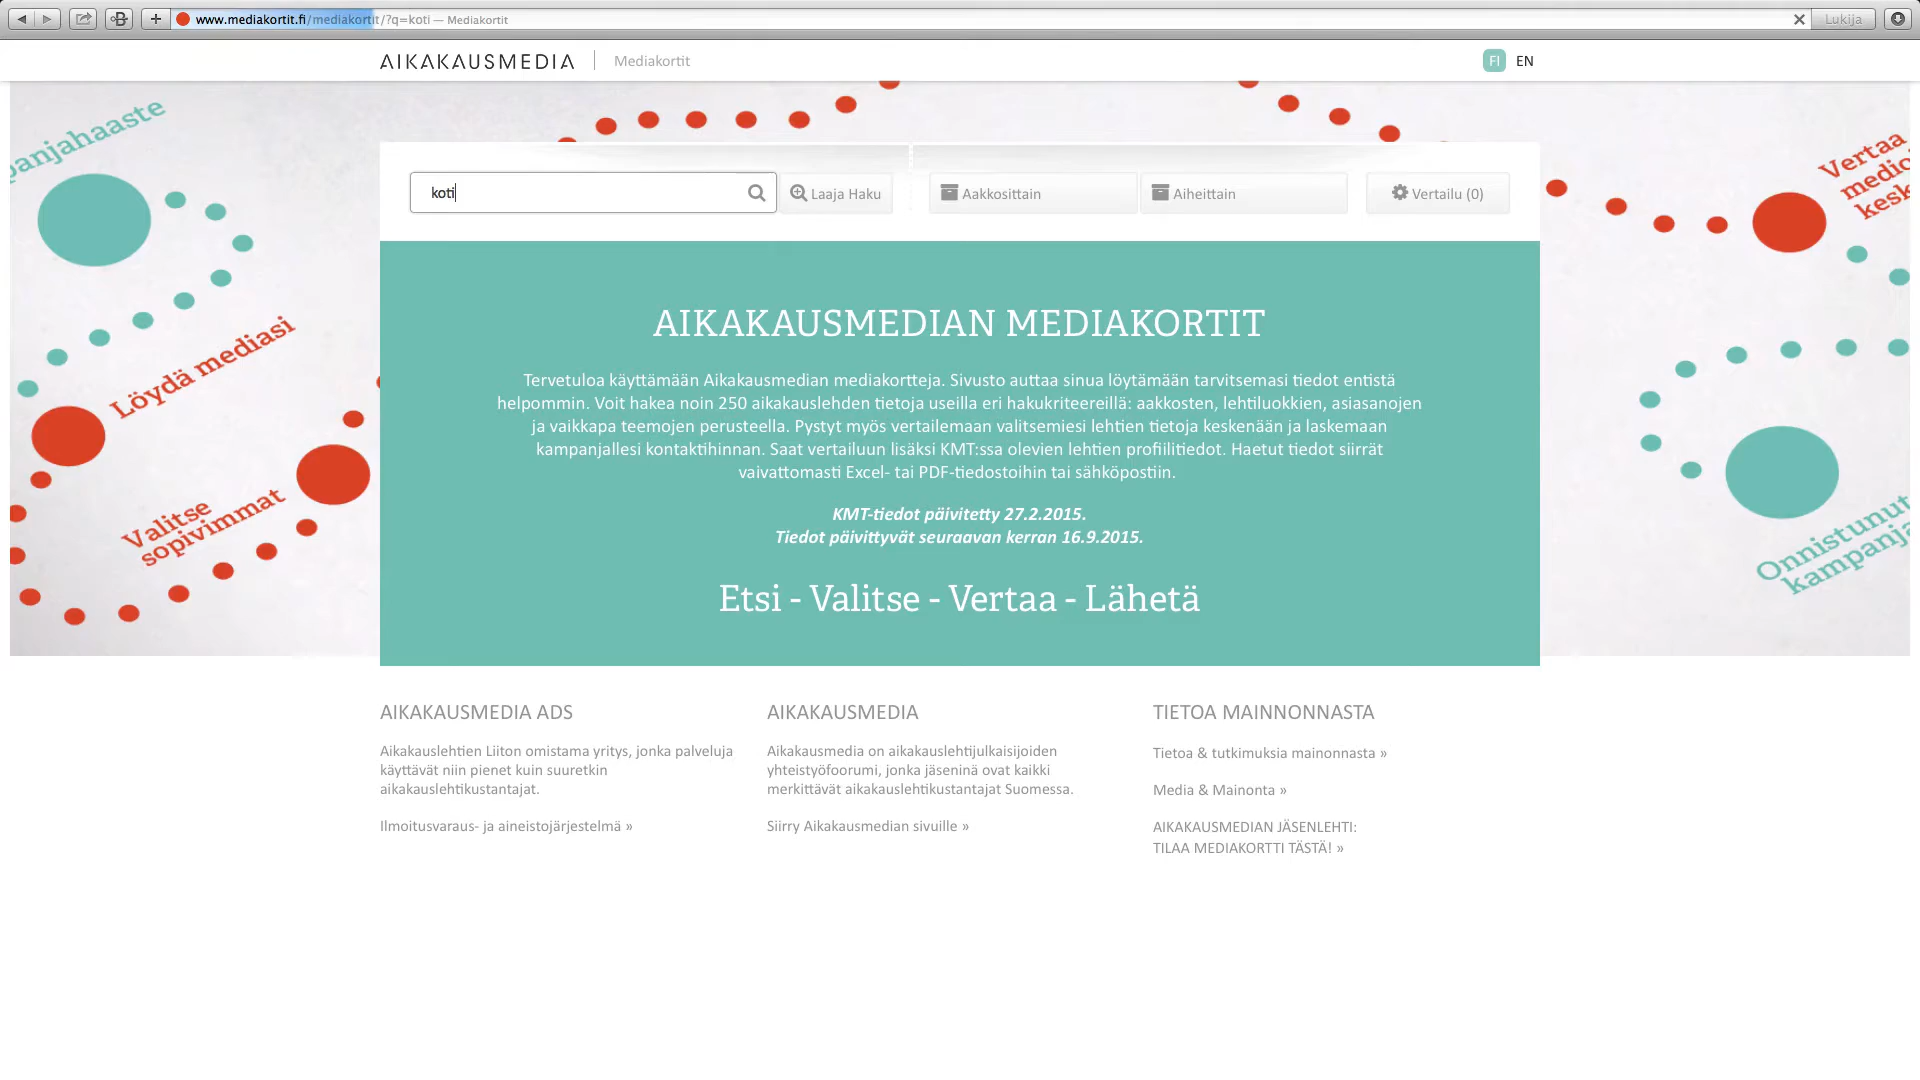 www.mediakortit.fi/mediakortit/?q=koti — Mediakortit
Lukija
AIKAKAUSMEDIA
Mediakortit
FI EN
koti
Laaja Haku
Aakkosittain
Aiheittain
Vertailu (0)
panjahaaste
Löydä mediasi
Valitse
sopivimmat
Vertaa
Onnistunut
AIKAKAUSMEDIAN MEDIAKORTIT
Tervetuloa käyttämään Aikakausmedian mediakortteja. Sivusto auttaa sinua löytämään tarvitsemasi tiedot entistä
helpommin. Voit hakea noin 250 aikakauslehden tietoja useilla eri hakukriteereillä: aakkosten, lehtiluokkien, asiasanojen
ja vaikkapa teemojen perusteella. Pystyt myös vertailemaan valitsemiesi lehtien tietoja keskenään ja laskemaan
kampanjallesi kontaktihinnan. Saat vertailuun lisäksi KMT:ssa olevien lehtien profiilitiedot. Haetut tiedot siirrät
vaivattomasti Excel- tai PDF-tiedostoihin tai sähköpostiin.
KMT-tiedot päivitetty 27.2.2015.
Tiedot päivittyvät seuraavan kerran 16.9.2015.
Etsi - Valitse - Vertaa - Lähetä
AIKAKAUSMEDIA ADS
Aikakauslehtien Liiton omistama yritys, jonka palveluja
käyttävät niin pienet kuin suuretkin
aikakauslehtikustantajat.
Ilmoitusvaraus- ja aineistojärjestelmä »
AIKAKAUSMEDIA
Aikakausmedia on aikakauslehtijulkaisijoiden
yhteistyöfoorumi, jonka jäseninä ovat kaikki
merkittävät aikakauslehtikustantajat Suomessa.
Siirry Aikakausmedian sivuille »
TIETOA MAINNONNASTA
Tietoa & tutkimuksia mainonnasta »
Media & Mainonta »
AIKAKAUSMEDIAN JÄSENLEHTI:
TILAA MEDIAKORTTI TÄSTÄ! »